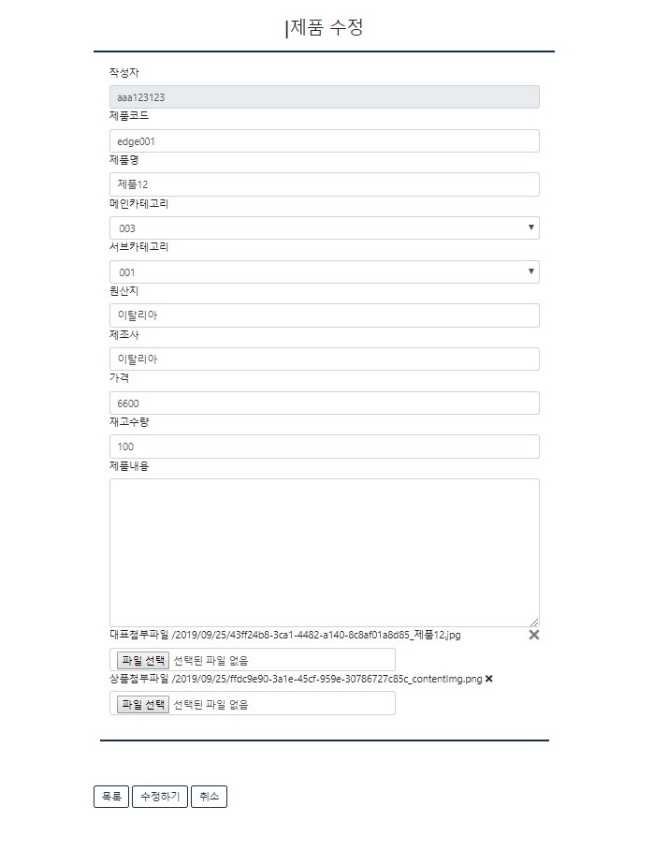 |제품 수정
작성자
aaa123123
제품코드
edge001
제품명
제품12
메인카테고리
003
서브카테고리
001
원산지
이탈리아
제조사
이탈리아
가격
6600
재고수량
100
제품내용
대표첨부파일 /2019/09/25/43ff24b8-3ca1-4482-a140-8c8af01a8d85_제품12.jpg
파일 선택 선택된 파일 없음
상품첨부파일 /2019/09/25/ffdc9e90-3a1e-45cf-959e-30786727c85c_contentImg.png
파일 선택 선택된 파일 없음
목록 수정하기 취소